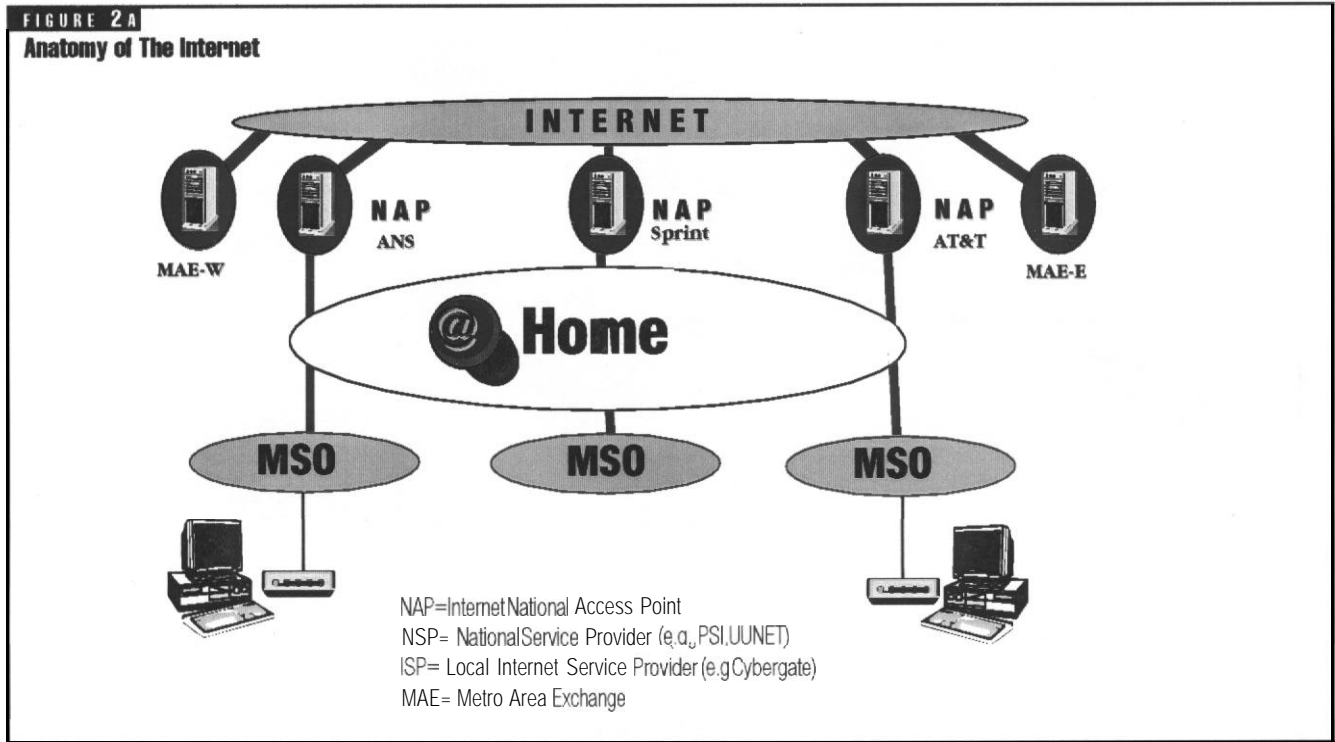 FIGURE 2A
Anatomy of The Internet
INTERNET
NAP
ANS
NAP
Sprint
NAP
AT&T
MAE-W
MAE-E
@Home
MSO
MSO
MSO
NAP=Internet National Access Point
NSP= National Service Provider (e.a., PSI,UUNET)
ISP= Local Internet Service Provider (e.g Cybergate)
MAE= Metro Area Exchange